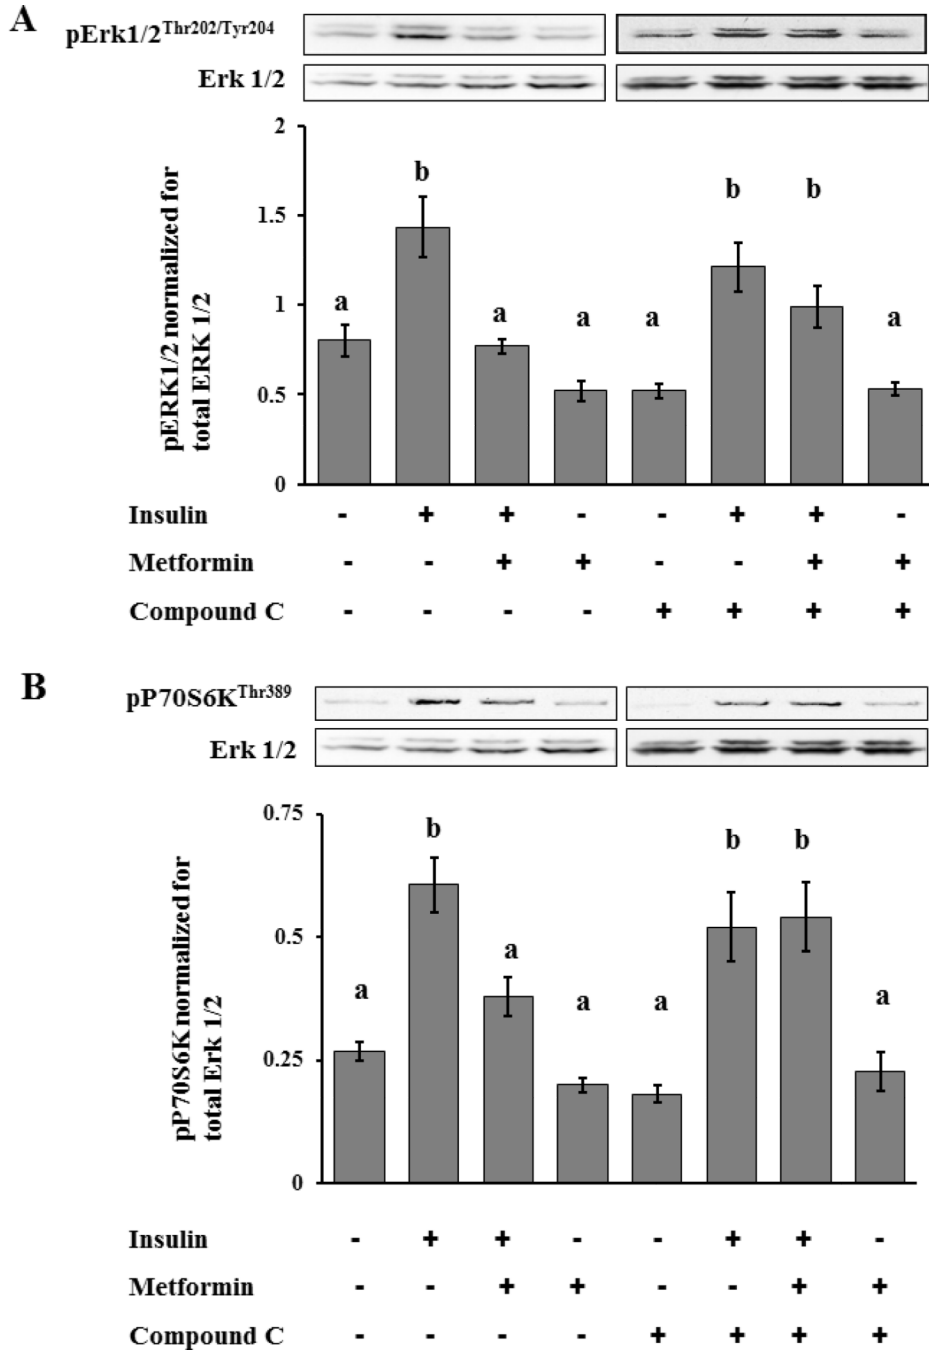 A
pErk1/2Thr202/Tyr204
Erk 1/2
pERK1/2 normalized for
total ERK 1/2
2
1.5
1
0.5
0
a b a a a b b a
Insulin - + + - - + + -
Metformin - - + + - - + +
Compound C - - - - + + + +
B
pP70S6KThr389
Erk 1/2
pP70S6K normalized for
total Erk 1/2
0.75
0.5
0.25
0
a b a a a b b a
Insulin - + + - - + + -
Metformin - - + + - - + +
Compound C - - - - + + + +